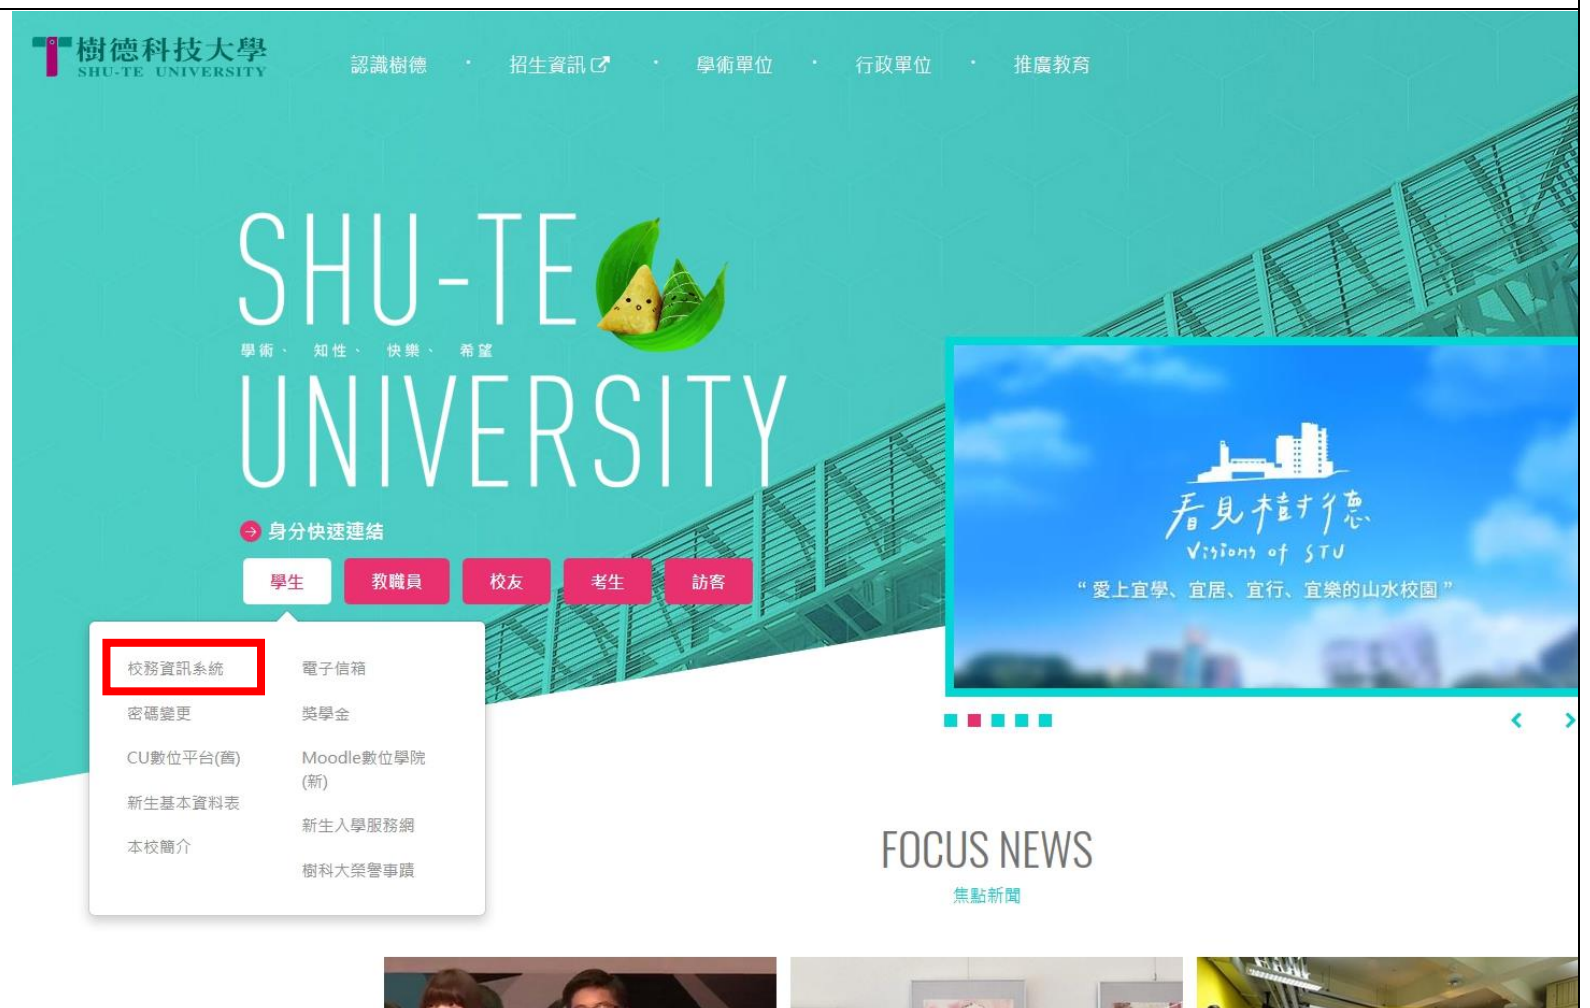 樹德科技大學
SHU-TE UNIVERSITY
認識樹德 · 招生資訊 · 學術單位 · 行政單位 · 推廣教育
SHU-TE
學術、 知性、 快樂、 希望
UNIVERSITY
看見樹德
Visions of STU
“ 愛上宜學、宜居、宜行、宜樂的山水校園 ”
身分快速連結
學生 教職員 校友 考生 訪客
校務資訊系統
密碼變更
CU數位平台(舊)
新生基本資料表
本校簡介
電子信箱
獎學金
Moodle數位學院
(新)
新生入學服務網
樹科大榮譽事蹟
FOCUS NEWS
焦點新聞